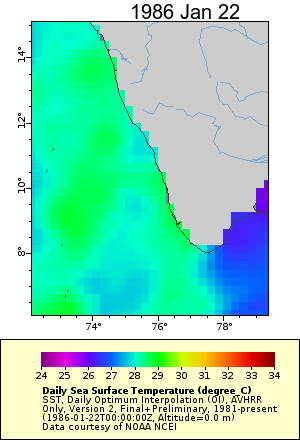 1986 Jan 22
14°
12°
10°
8°
74°
76°
78°
24 25 26 27 28 29 30 31 32 33 34
Daily Sea Surface Temperature (degree_C)
SST, Daily Optimum Interpolation (OI), AVHRR
Only, Version 2, Final+Preliminary, 1981-present
(1986-01-22T00:00:00Z, Altitude=0.0 m)
Data courtesy of NOAA NCEI